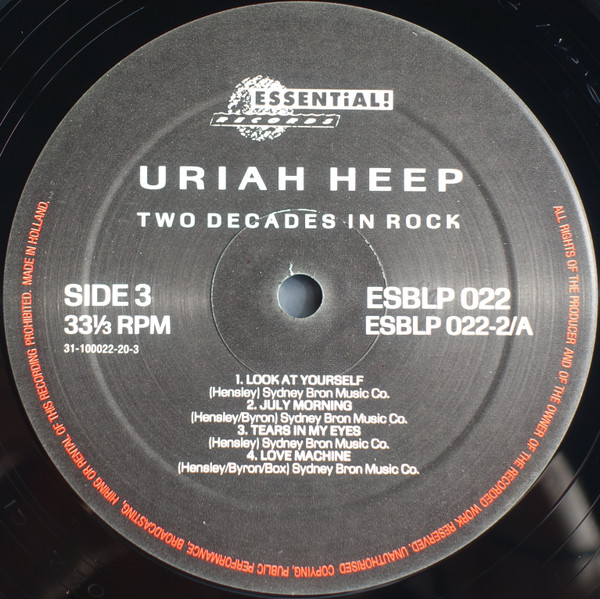 ESSENTiAL!
RECORDS
URIAH HEEP
TWO DECADES IN ROCK
SIDE 3
33⅓ RPM
31-100022-20-3
ESBLP 022
ESBLP 022-2/A
1. LOOK AT YOURSELF
(Hensley) Sydney Bron Music Co.
2. JULY MORNING
(Hensley/Byron) Sydney Bron Music Co.
3. TEARS IN MY EYES
(Hensley) Sydney Bron Music Co.
4. LOVE MACHINE
(Hensley/Byron/Box) Sydney Bron Music Co.
ALL RIGHTS OF THE PRODUCER AND OF THE OWNER OF THE RECORDED WORK RESERVED. UNAUTHORISED COPYING, PUBLIC PERFORMANCE, BROADCASTING, HIRING OR RENTAL OF THIS RECORDING PROHIBITED. MADE IN HOLLAND.